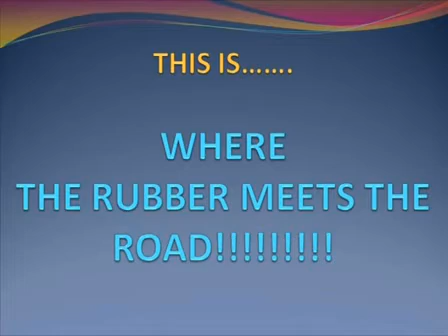 THIS IS…….
WHERE
THE RUBBER MEETS THE
ROAD!!!!!!!!!